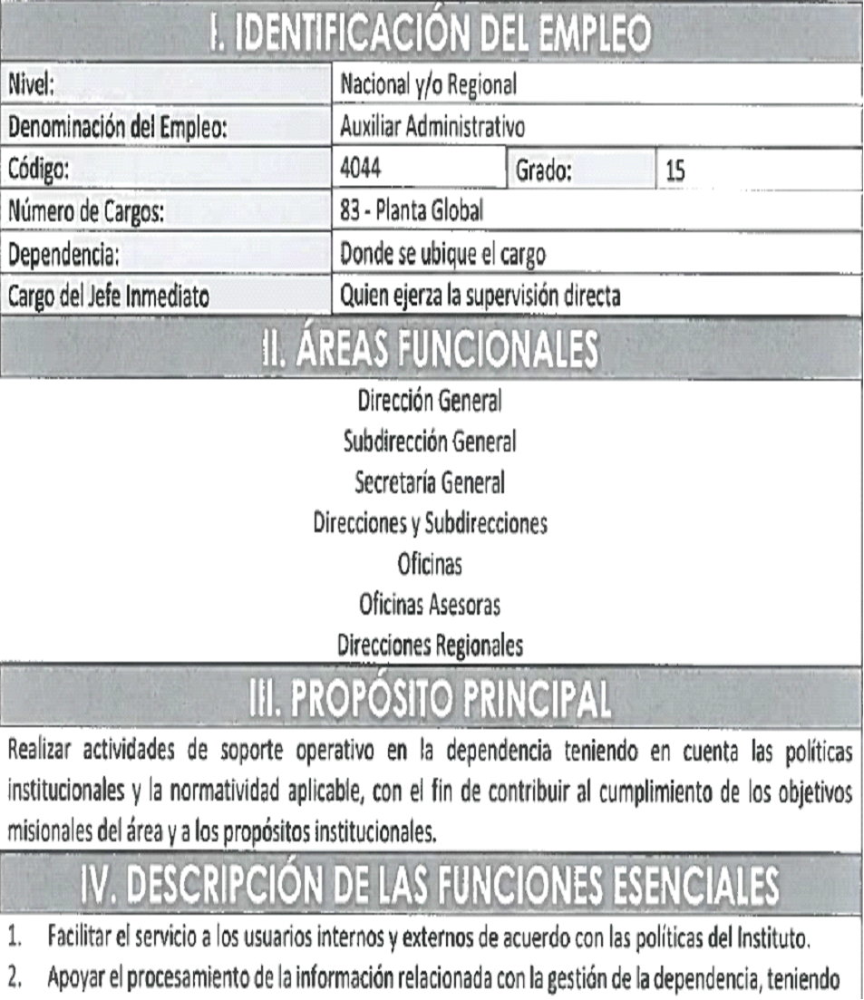 I. IDENTIFICACIÓN DEL EMPLEO
Nivel: Nacional y/o Regional
Denominación del Empleo: Auxiliar Administrativo
Código: 4044 Grado: 15
Número de Cargos: 83 - Planta Global
Dependencia: Donde se ubique el cargo
Cargo del Jefe Inmediato Quien ejerza la supervisión directa
II. ÁREAS FUNCIONALES
Dirección General
Subdirección General
Secretaría General
Direcciones y Subdirecciones
Oficinas
Oficinas Asesoras
Direcciones Regionales
III. PROPÓSITO PRINCIPAL
Realizar actividades de soporte operativo en la dependencia teniendo en cuenta las políticas
institucionales y la normatividad aplicable, con el fin de contribuir al cumplimiento de los objetivos
misionales del área y a los propósitos institucionales.
IV. DESCRIPCIÓN DE LAS FUNCIONES ESENCIALES
1. Facilitar el servicio a los usuarios internos y externos de acuerdo con las políticas del Instituto.
2. Apoyar el procesamiento de la información relacionada con la gestión de la dependencia, teniendo